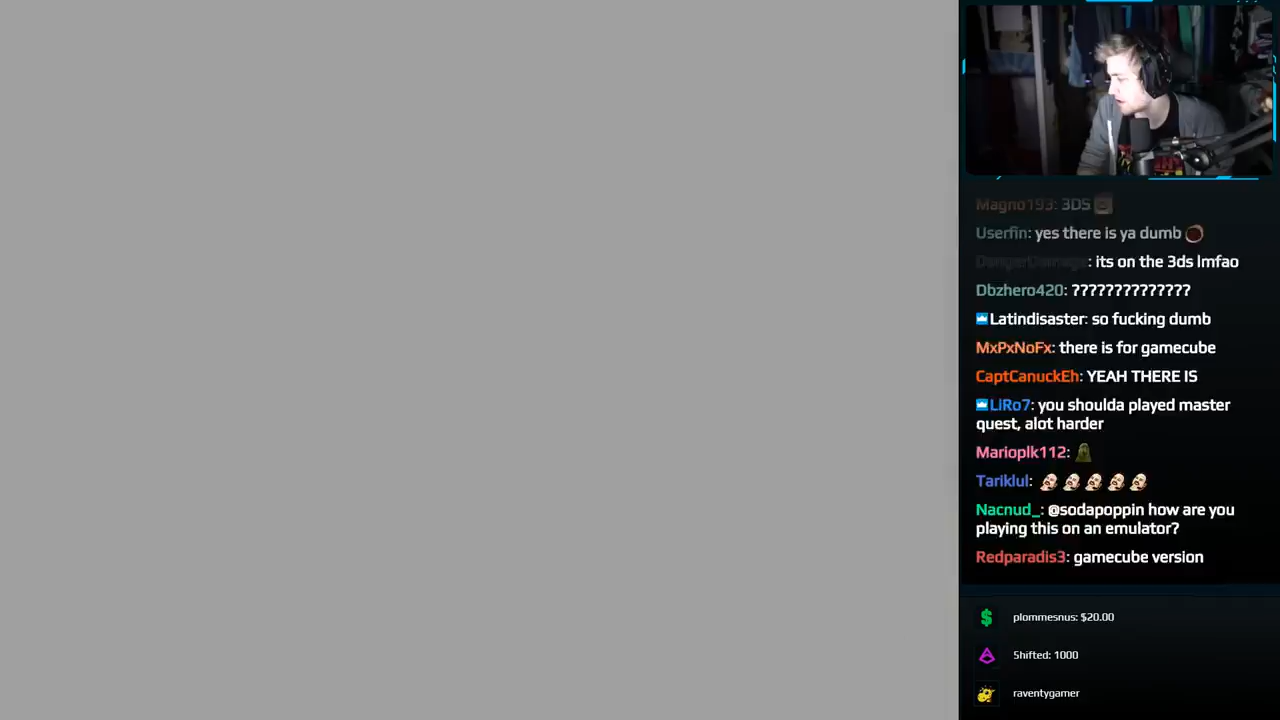 Magno193: 3DS
Userfin: yes there is ya dumb
: its on the 3ds lmfao
Dbzhero420: ??????????????
Latindisaster: so fucking dumb
MxPxNoFx: there is for gamecube
CaptCanuckEh: YEAH THERE IS
LiRo7: you shoulda played master
quest, alot harder
Marioplk112:
Tariklul:
Nacnud_: @sodapoppin how are you
playing this on an emulator?
Redparadis3: gamecube version
plommesnus: $20.00
Shifted: 1000
raventygamer